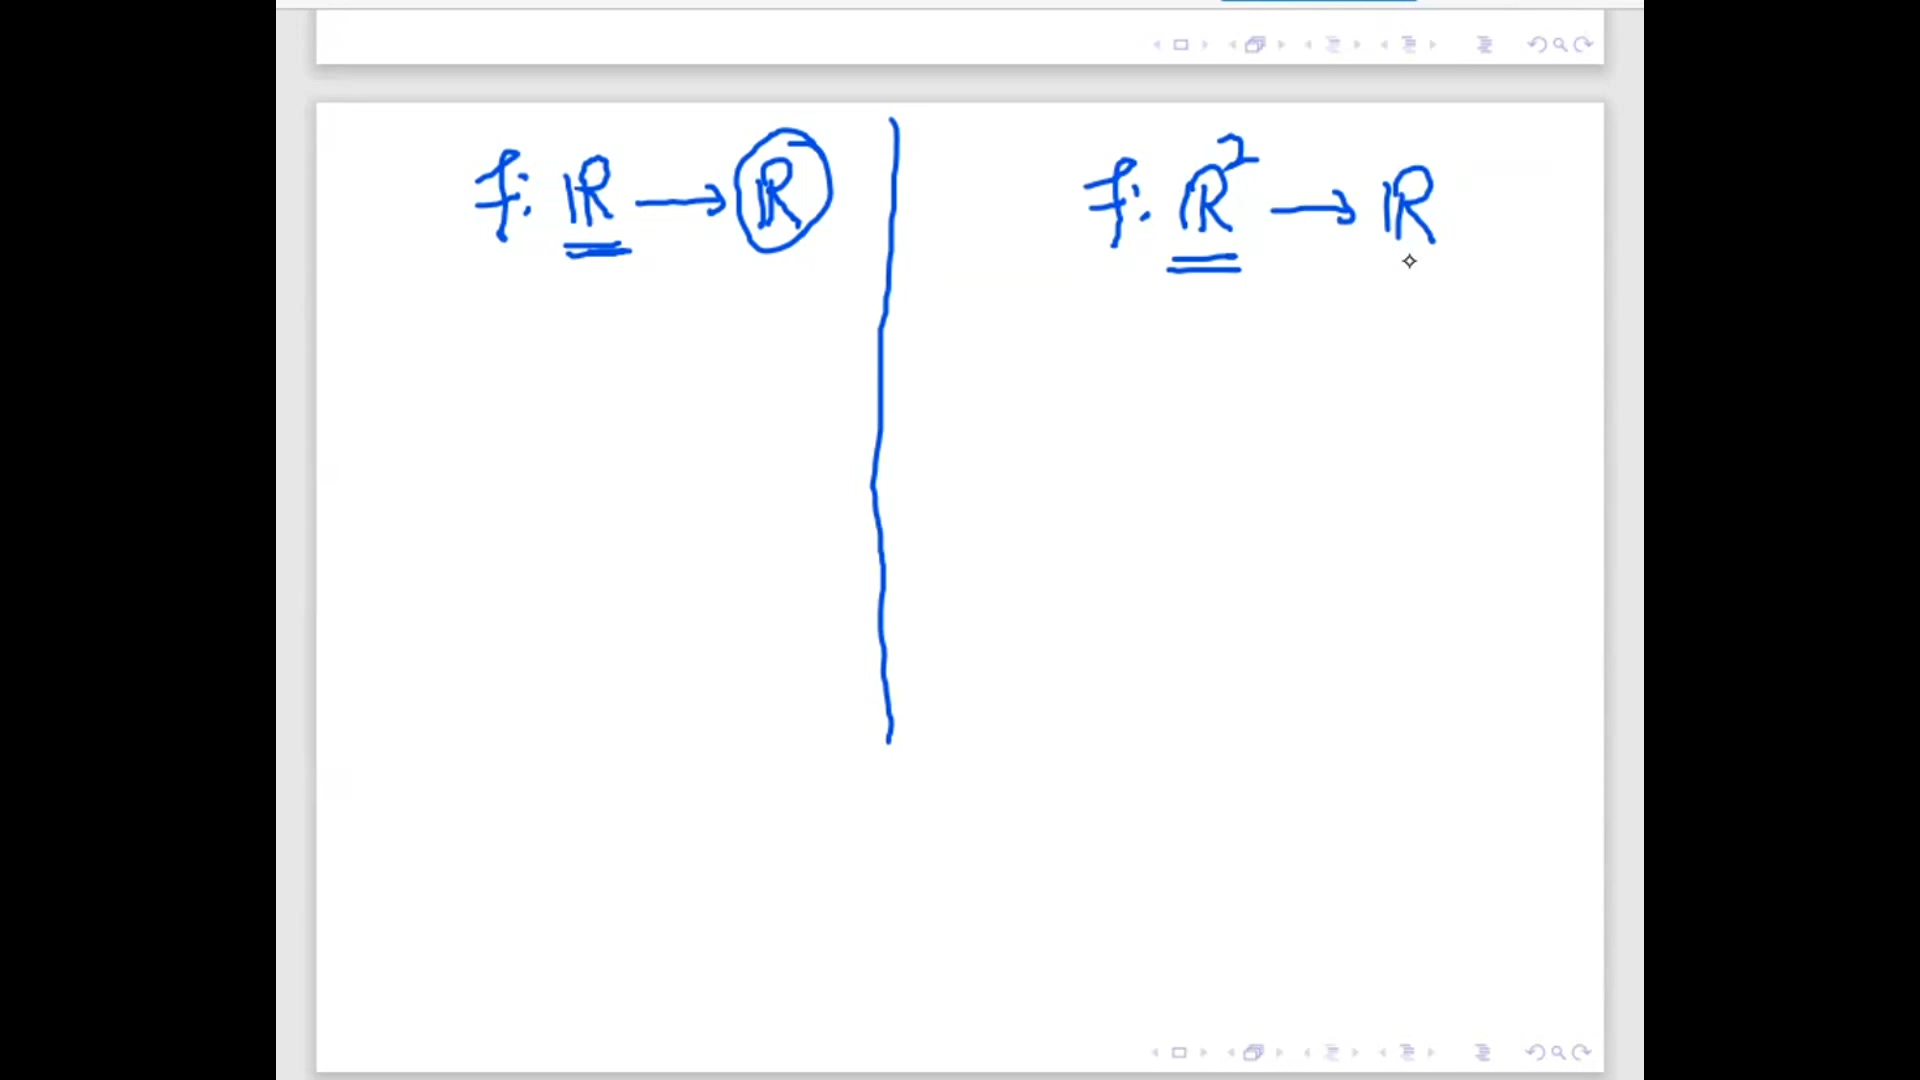 f: ℝ → ℝ
f: ℝ² → ℝ